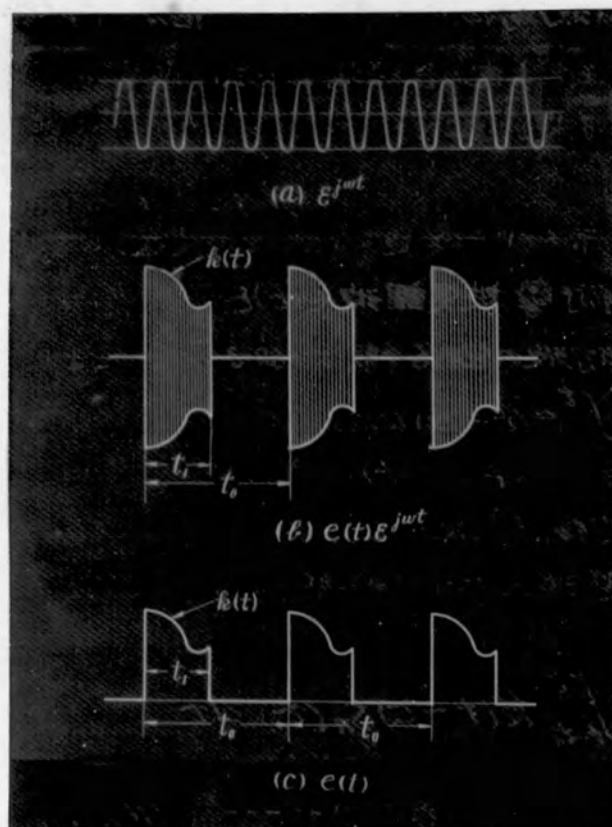 (a) ε^jωt
k(t)
t₁
t₀
(b) e(t)ε^jωt
k(t)
t₁
t₀ t₀
(c) e(t)